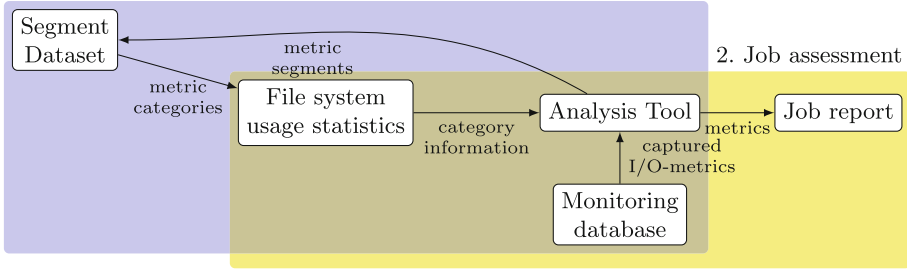 Segment
Dataset
metric
segments
2. Job assessment
metric
categories
File system
usage statistics
category
information
Analysis Tool
metrics
Job report
captured
I/O-metrics
Monitoring
database